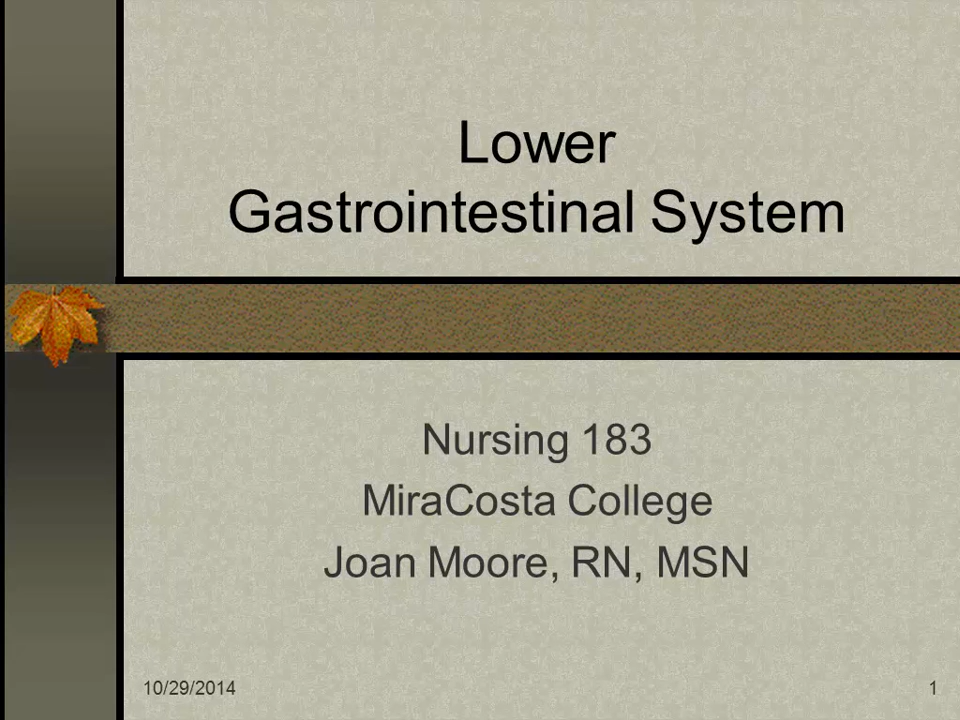 Lower
Gastrointestinal System
Nursing 183
MiraCosta College
Joan Moore, RN, MSN
10/29/2014
1